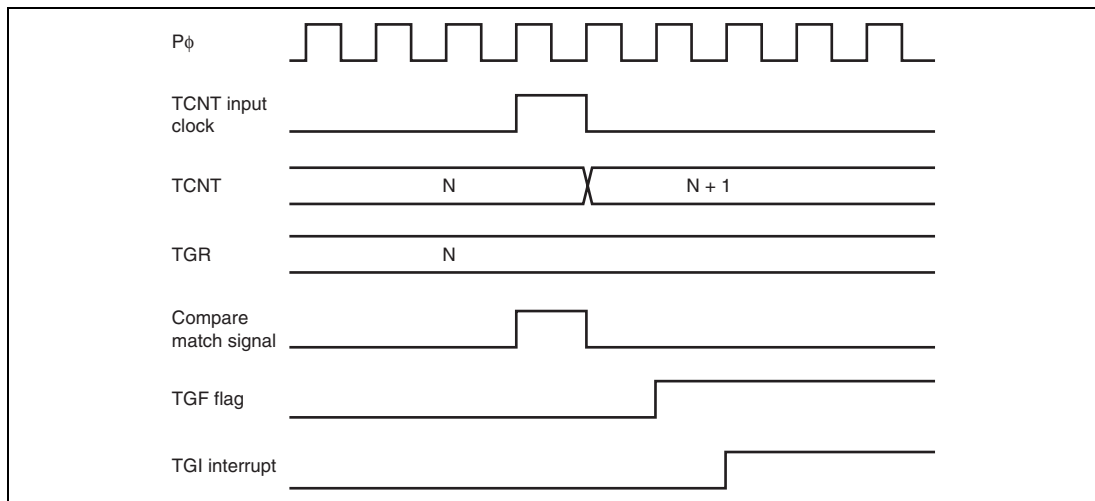 Pϕ
TCNT input
clock
TCNT
N
N + 1
TGR
N
Compare
match signal
TGF flag
TGI interrupt